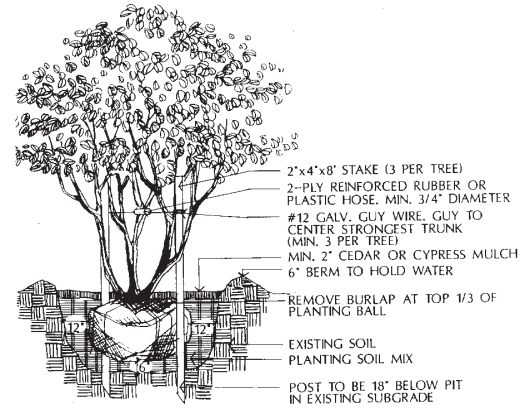 2"x4"x8' STAKE (3 PER TREE)
2-PLY REINFORCED RUBBER OR
PLASTIC HOSE, MIN. 3/4" DIAMETER
#12 GALV. GUY WIRE. GUY TO
CENTER STRONGEST TRUNK
(MIN. 3 PER TREE)
MIN. 2" CEDAR OR CYPRESS MULCH
6" BERM TO HOLD WATER
REMOVE BURLAP AT TOP 1/3 OF
PLANTING BALL
12"
12"
EXISTING SOIL
6"
PLANTING SOIL MIX
POST TO BE 18" BELOW PIT
IN EXISTING SUBGRADE